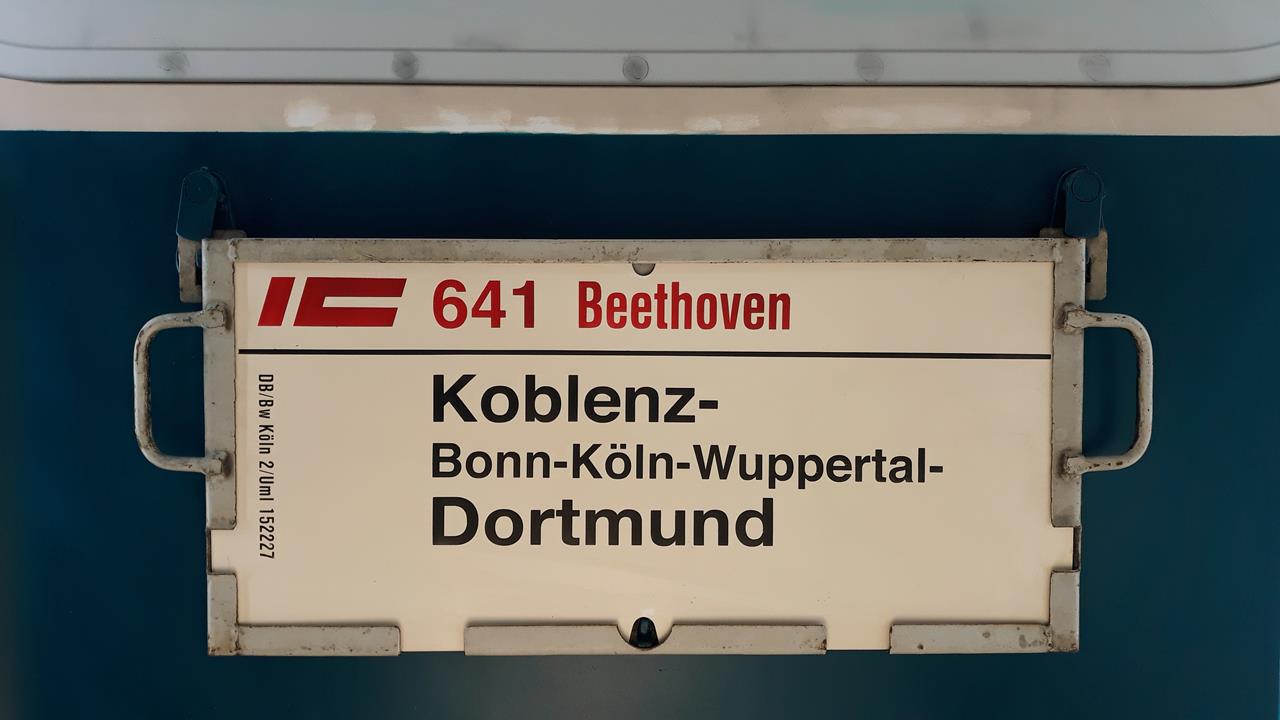 IC 641 Beethoven
Koblenz-
Bonn-Köln-Wuppertal-
Dortmund
DB/Bw Köln 2/Uml 152227